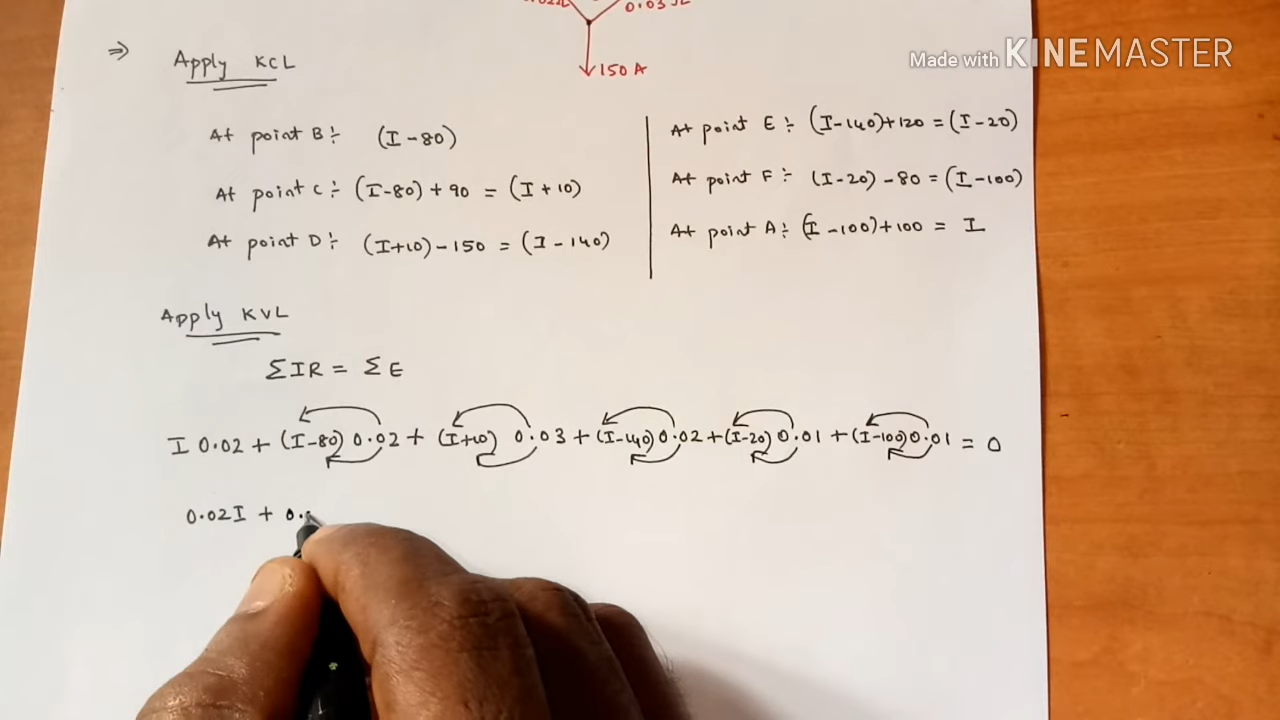 0.03
150 A
Made with KINEMASTER
⇒ Apply KCL
At point B :- (I-80)
At point C :- (I-80) + 90 = (I + 10)
At point D :- (I+10) - 150 = (I - 140)
At point E :- (I-140)+120 = (I-20)
At point F :- (I-20) - 80 = (I-100)
At point A :- (I-100)+100 = I
Apply KVL
ΣIR = ΣE
I 0.02 + (I-80) 0.02 + (I+10) 0.03 + (I-140) 0.02 + (I-20) 0.01 + (I-100) 0.01 = 0
0.02I + 0.